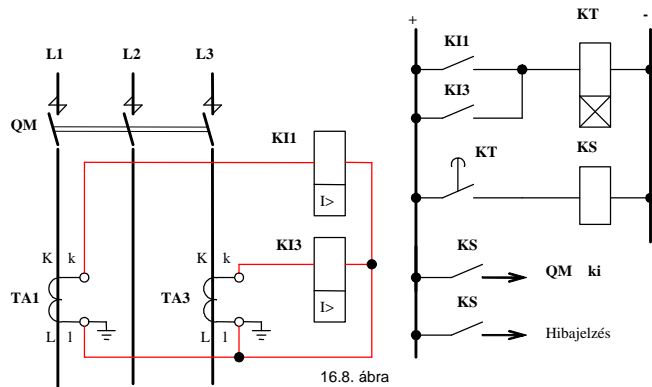 L1 L2 L3
QM
KI1
I>
KI3
I>
K k K k
TA1 TA3
L l L l
16.8. ábra
+ KT -
KI1
KI3
KT KS
KS QM ki
KS Hibajelzés